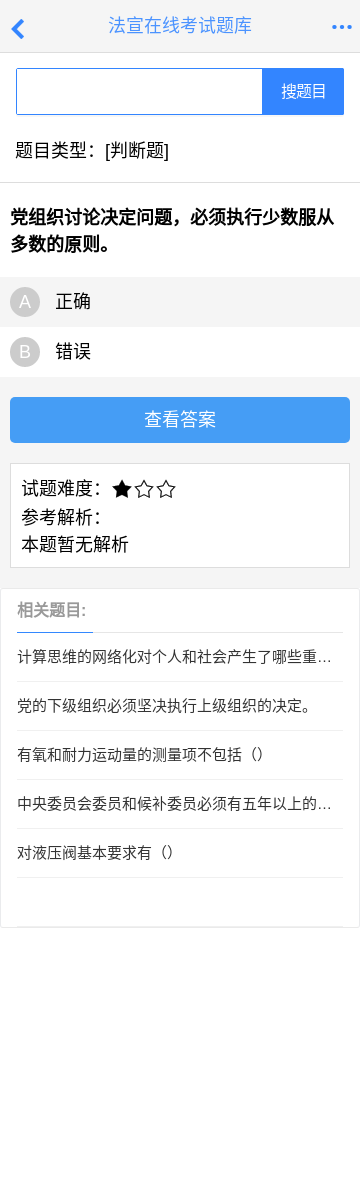 法宣在线考试题库
搜题目
题目类型：[判断题]
党组织讨论决定问题，必须执行少数服从
多数的原则。
A 正确
B 错误
查看答案
试题难度：
参考解析：
本题暂无解析
相关题目:
计算思维的网络化对个人和社会产生了哪些重…
党的下级组织必须坚决执行上级组织的决定。
有氧和耐力运动量的测量项不包括（）
中央委员会委员和候补委员必须有五年以上的…
对液压阀基本要求有（）